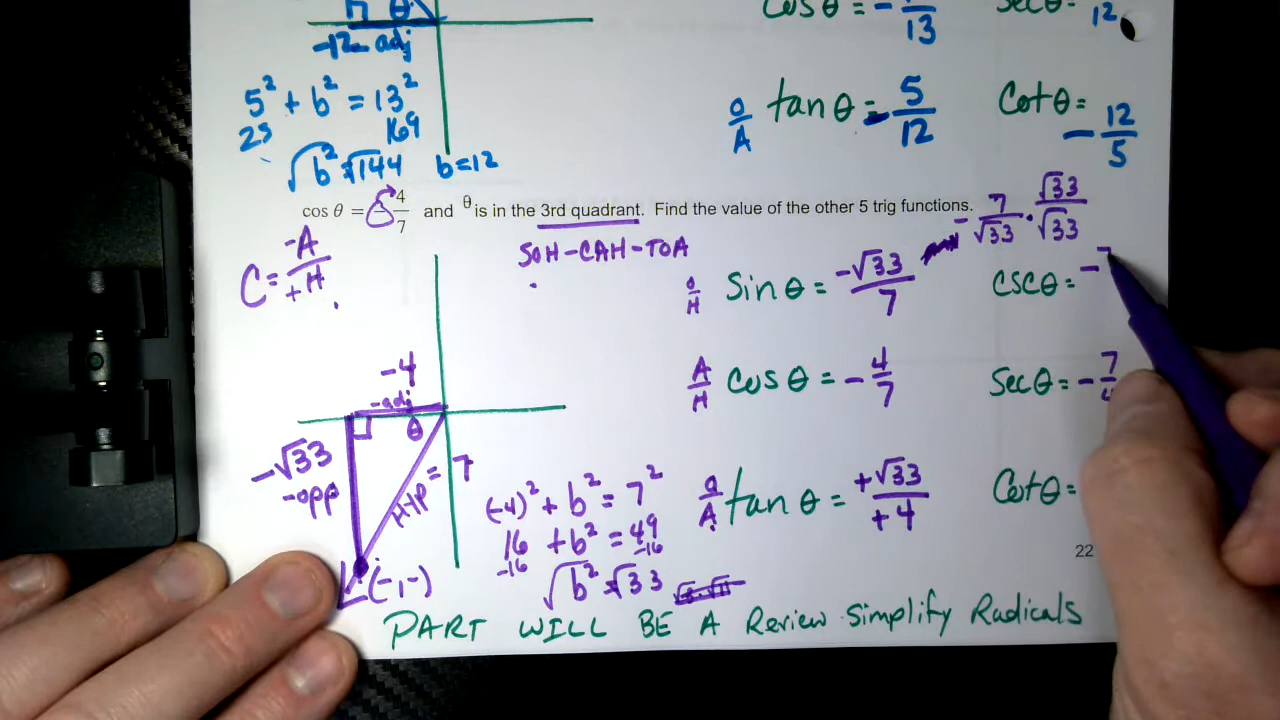 θ
-12 adj
5² + b² = 13²
25 169
√b² = √144 b = 12
cos θ = -
13
sec θ =
12
O/A tan θ = - 5/12
cot θ = - 12/5
cos θ = - 4/7 and θ is in the 3rd quadrant. Find the value of the other 5 trig functions.
- 7/√33 · √33/√33
C = -A/+H
SOH-CAH-TOA
O/H sin θ = -√33/7
csc θ = - 7
-4
-adj
θ
A/H cos θ = - 4/7
sec θ = - 7/4
-√33
-opp
HYP = 7
(-,-)
(-4)² + b² = 7²
16 + b² = 49
-16 -16
√b² = √33
O/A tan θ = +√33/+4
cot θ =
22
PART WILL BE A Review Simplify Radicals